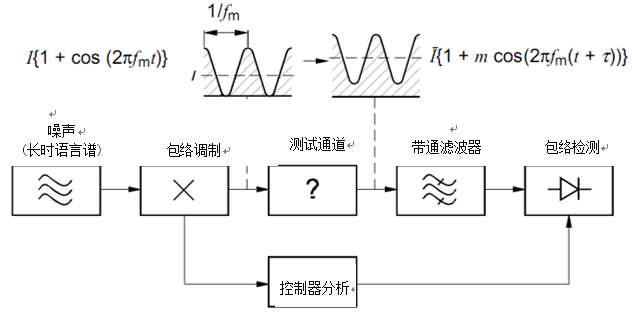 1/fm
I{1 + cos (2πfmt)}
I
Ī{1 + m cos(2πfm(t + τ))}
噪声
(长时语言谱)
包络调制
测试通道
带通滤波器
包络检测
?
控制器分析